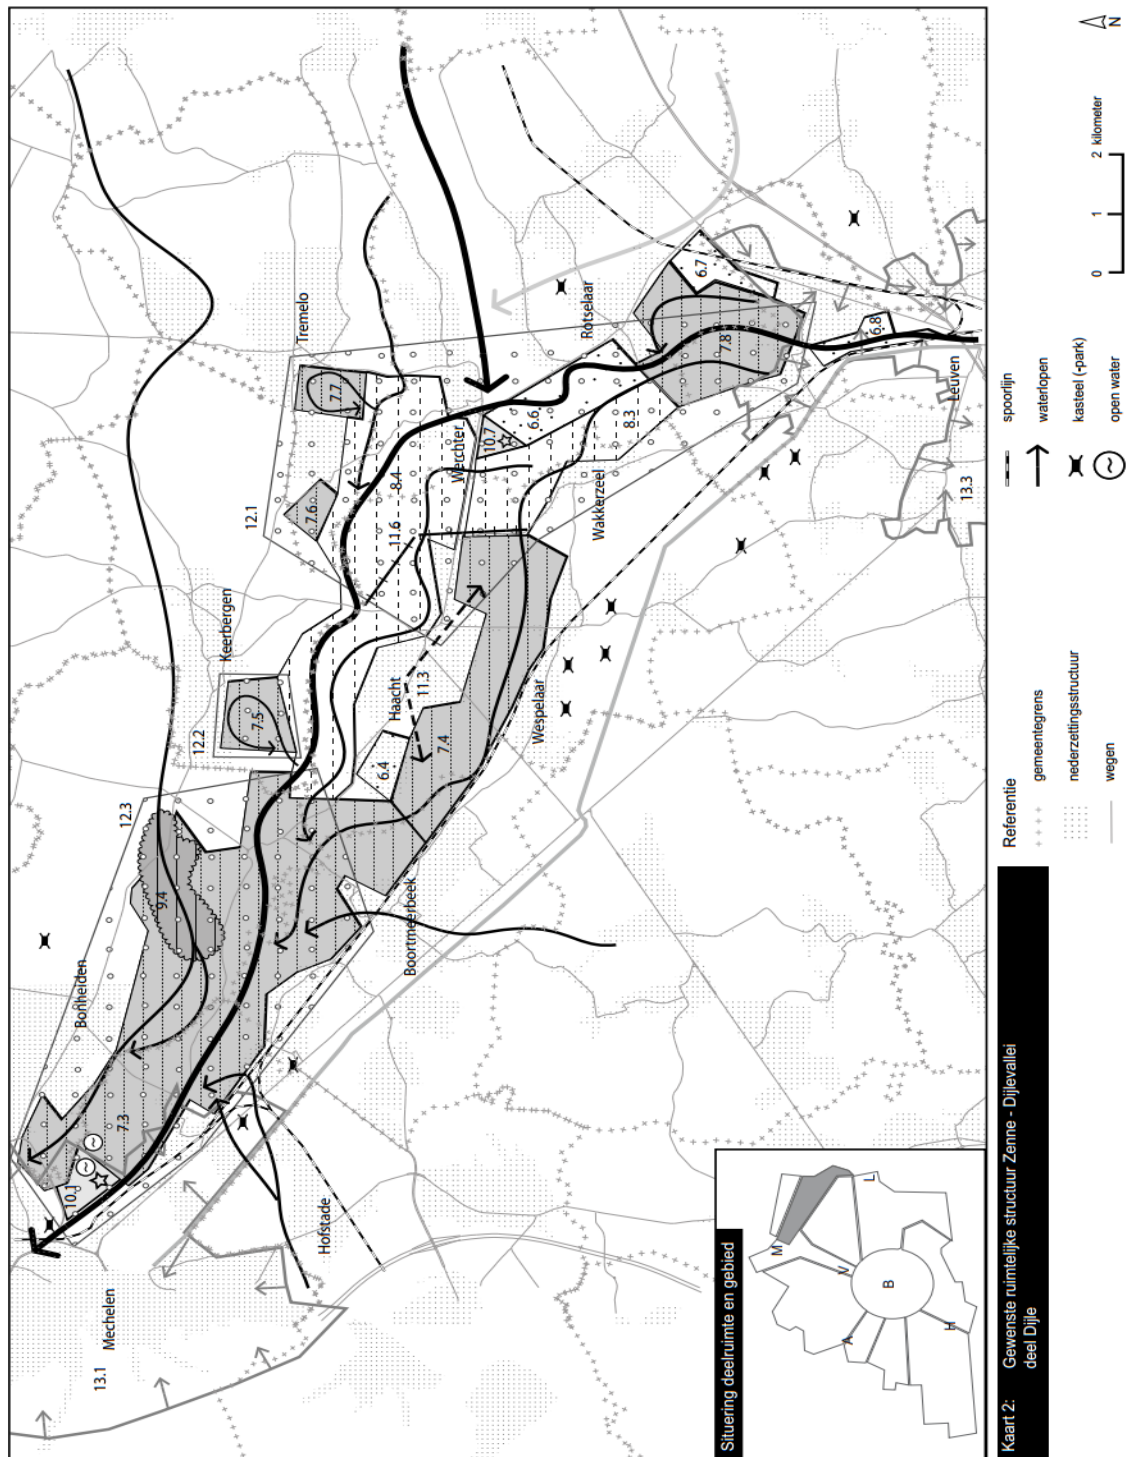 Mechelen
13.1
Hofstade
10.1
7.3
Bonheiden
9.4
12.3
Boortmeerbeek
12.2
Keerbergen
7.5
6.4
Haacht
11.3
7.4
Wespelaar
12.1
7.6
Tremelo
7.7
8.4
11.6
Werchter
10.7
6.6
8.3
Wakkerzeel
Rotselaar
6.7
7.8
6.8
Leuven
13.3
Situering deelruimte en gebied
M
L
V
B
A
H
Kaart 2: Gewenste ruimtelijke structuur Zenne - Dijlevallei
deel Dijle
Referentie
gemeentegrens
nederzettingsstructuur
wegen
spoorlijn
waterlopen
kasteel (-park)
open water
0 1 2 kilometer
N